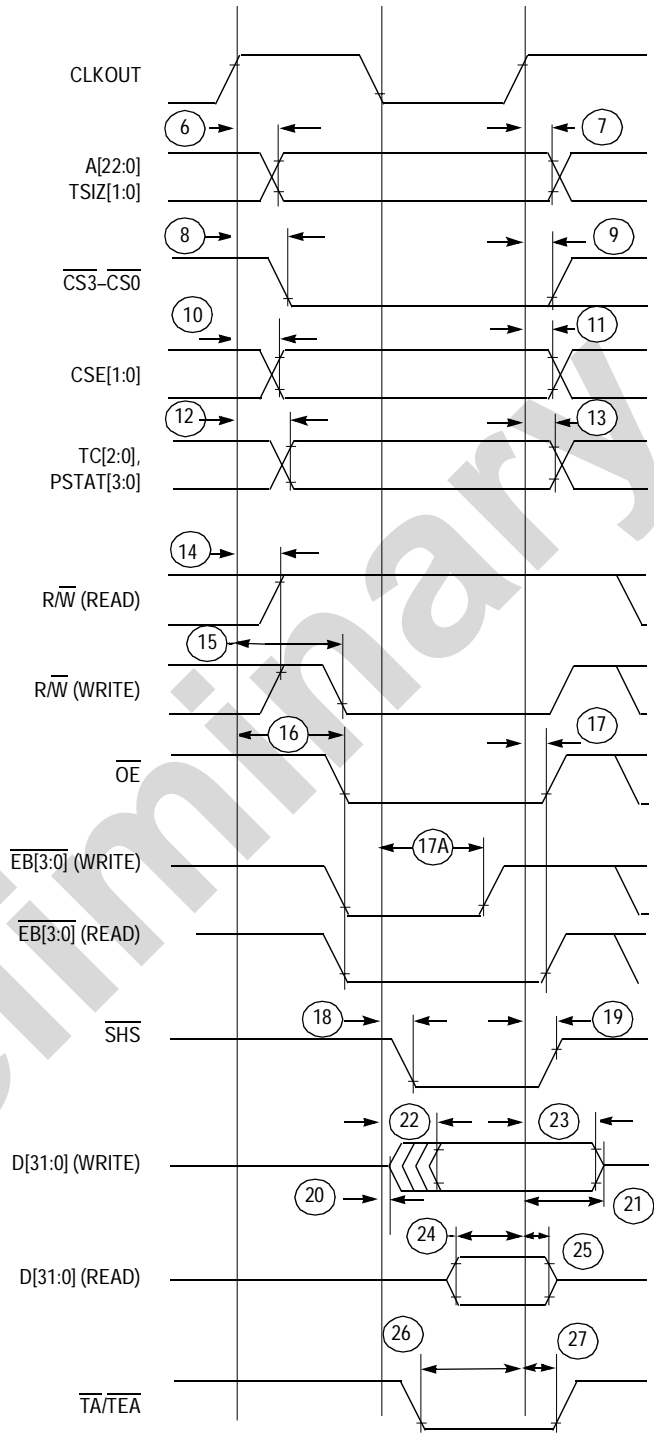 CLKOUT
6
7
A[22:0]
TSIZ[1:0]
8
9
CS3–CS0
10
11
CSE[1:0]
12
13
TC[2:0],
PSTAT[3:0]
14
R/W (READ)
15
R/W (WRITE)
16
17
OE
17A
EB[3:0] (WRITE)
EB[3:0] (READ)
18
19
SHS
22
23
D[31:0] (WRITE)
20
21
24
25
D[31:0] (READ)
26
27
TA/TEA